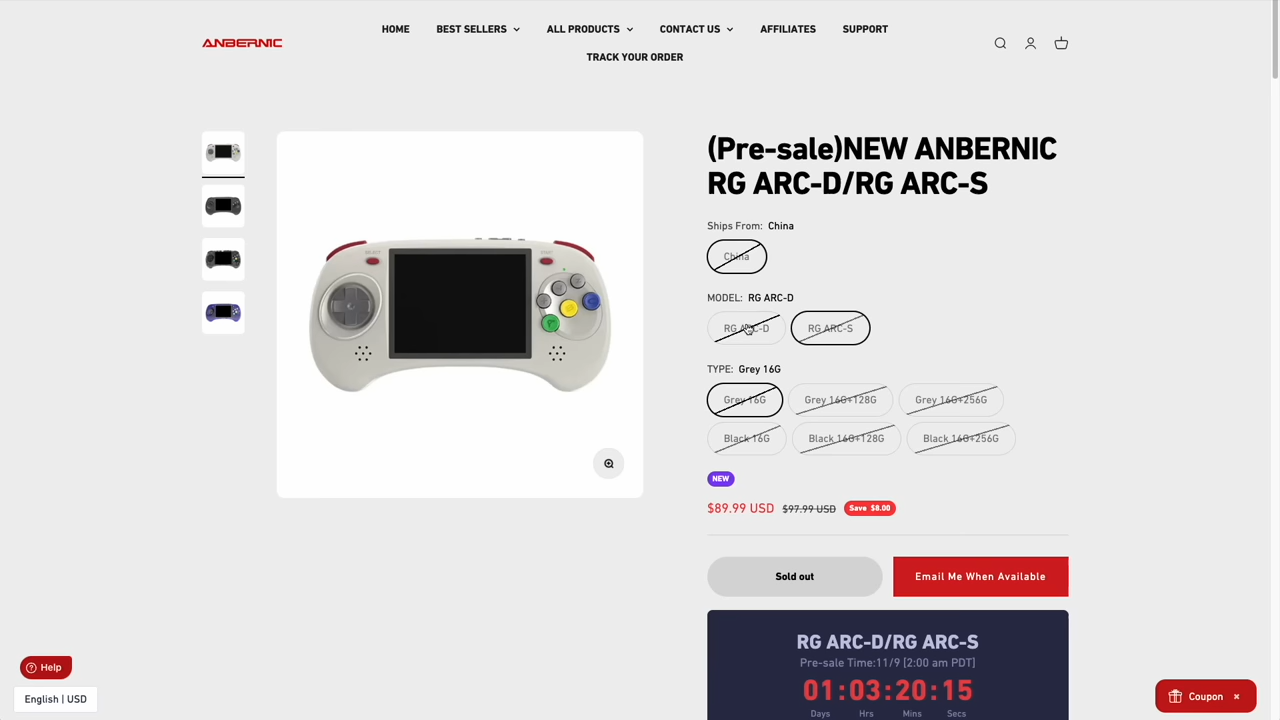 ANBERNIC
HOME
BEST SELLERS
ALL PRODUCTS
CONTACT US
AFFILIATES
SUPPORT
TRACK YOUR ORDER
(Pre-sale)NEW ANBERNIC
RG ARC-D/RG ARC-S
Ships From: China
China
MODEL: RG ARC-D
RG ARC-D
RG ARC-S
TYPE: Grey 16G
Grey 16G
Grey 16G+128G
Grey 16G+256G
Black 16G
Black 16G+128G
Black 16G+256G
NEW
$89.99 USD
$97.99 USD
Save $8.00
Sold out
Email Me When Available
RG ARC-D/RG ARC-S
Pre-sale Time:11/9 [2:00 am PDT]
01:03:20:15
Days
Hrs
Mins
Secs
Help
English | USD
Coupon
×